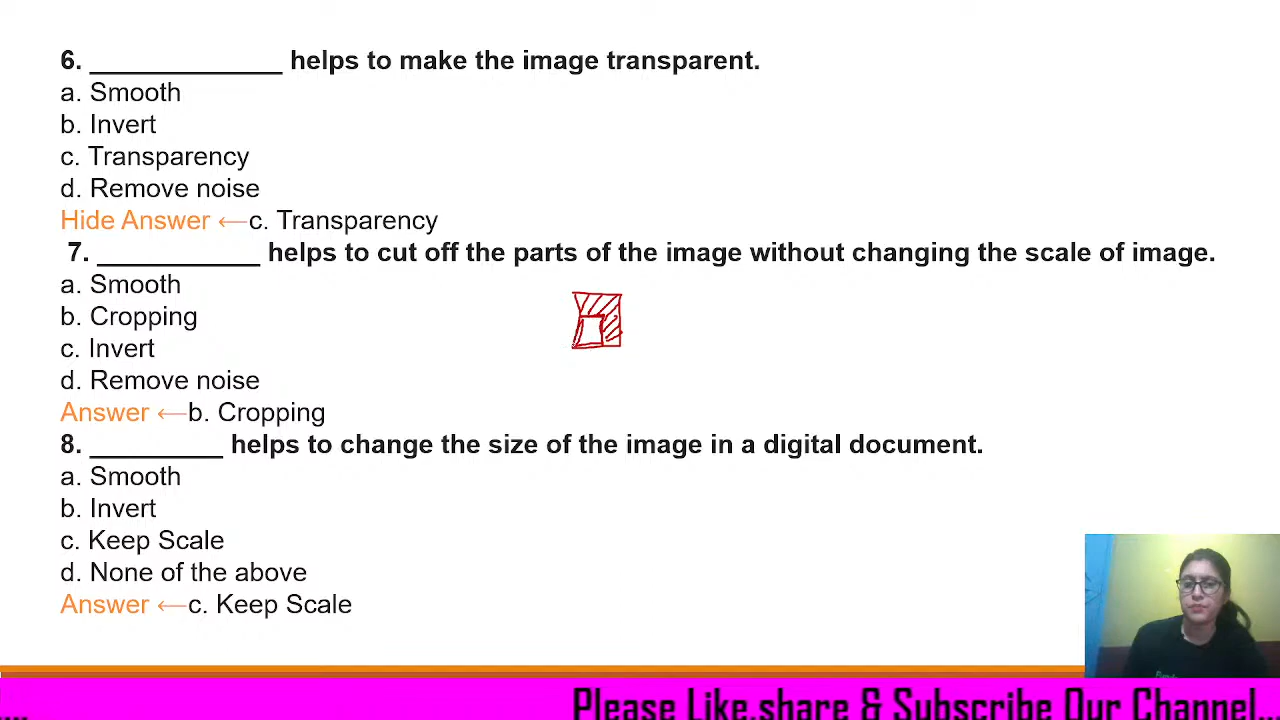 6. _____________ helps to make the image transparent.
a. Smooth
b. Invert
c. Transparency
d. Remove noise
Hide Answer ←c. Transparency
7. ___________ helps to cut off the parts of the image without changing the scale of image.
a. Smooth
b. Cropping
c. Invert
d. Remove noise
Answer ←b. Cropping
8. _________ helps to change the size of the image in a digital document.
a. Smooth
b. Invert
c. Keep Scale
d. None of the above
Answer ←c. Keep Scale
.... Please Like,share & Subscribe Our Channel..